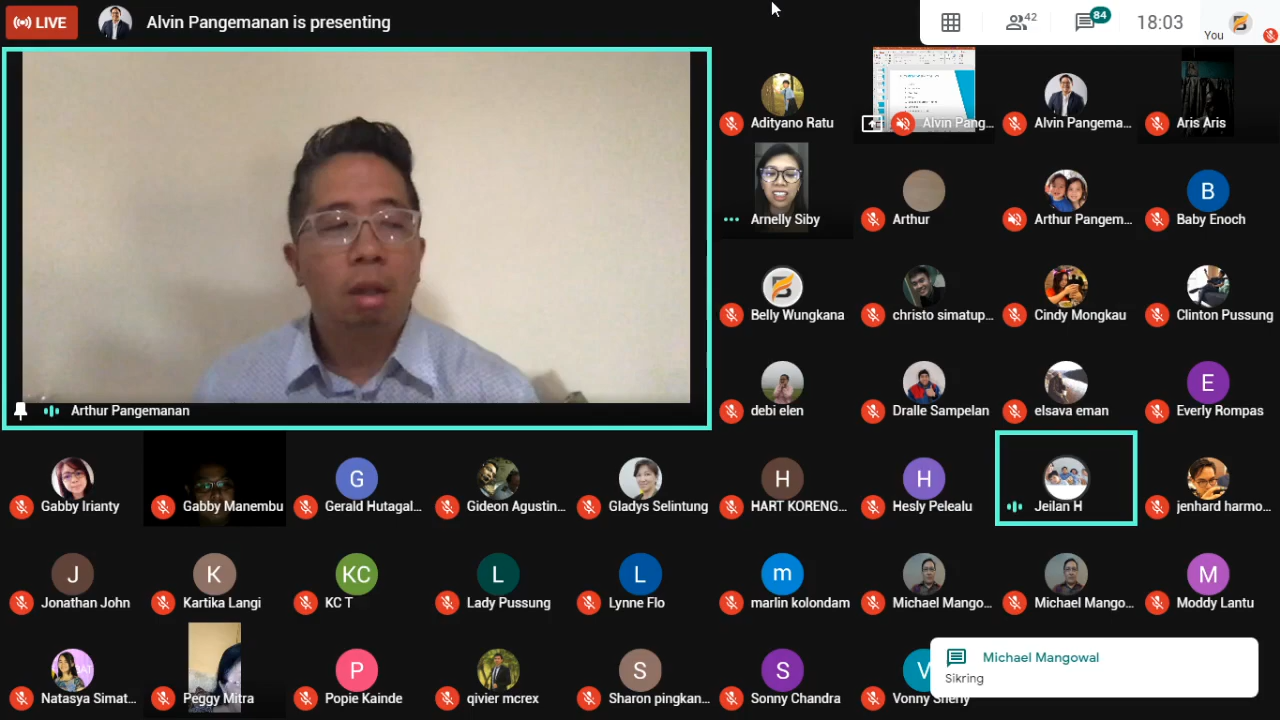 LIVE
Alvin Pangemanan is presenting
42
84
18:03
You
Arthur Pangemanan
Adityano Ratu
Alvin Pang...
Alvin Pangema...
Aris Aris
Arnelly Siby
Arthur
Arthur Pangem...
B
Baby Enoch
Belly Wungkana
christo simatup...
Cindy Mongkau
Clinton Pussung
debi elen
Dralle Sampelan
elsava eman
E
Everly Rompas
Gabby Irianty
Gabby Manembu
G
Gerald Hutagal...
Gideon Agustin...
Gladys Selintung
H
HART KORENG...
H
Hesly Pelealu
Jeilan H
jenhard harmo...
J
Jonathan John
K
Kartika Langi
KC
KC T
L
Lady Pussung
L
Lynne Flo
m
marlin kolondam
Michael Mango...
Michael Mango...
M
Moddy Lantu
Natasya Simat...
Peggy Mitra
P
Popie Kainde
qivier mcrex
S
Sharon pingkan...
S
Sonny Chandra
V
Vonny Sherly
Michael Mangowal
Sikring